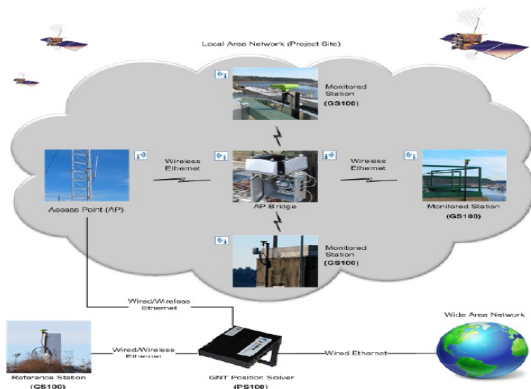 Local Area Network (Project Site)
Monitored
Station
(GS100)
Wireless
Ethernet
Wireless
Ethernet
Access Point (AP)
AP Bridge
Monitored Station
(GS100)
Monitored
Station
(GS100)
Wired/Wireless
Ethernet
Wide Area Network
Wired/Wireless
Ethernet
Wired Ethernet
Reference Station
(GS100)
GNT Position Solver
(PS100)